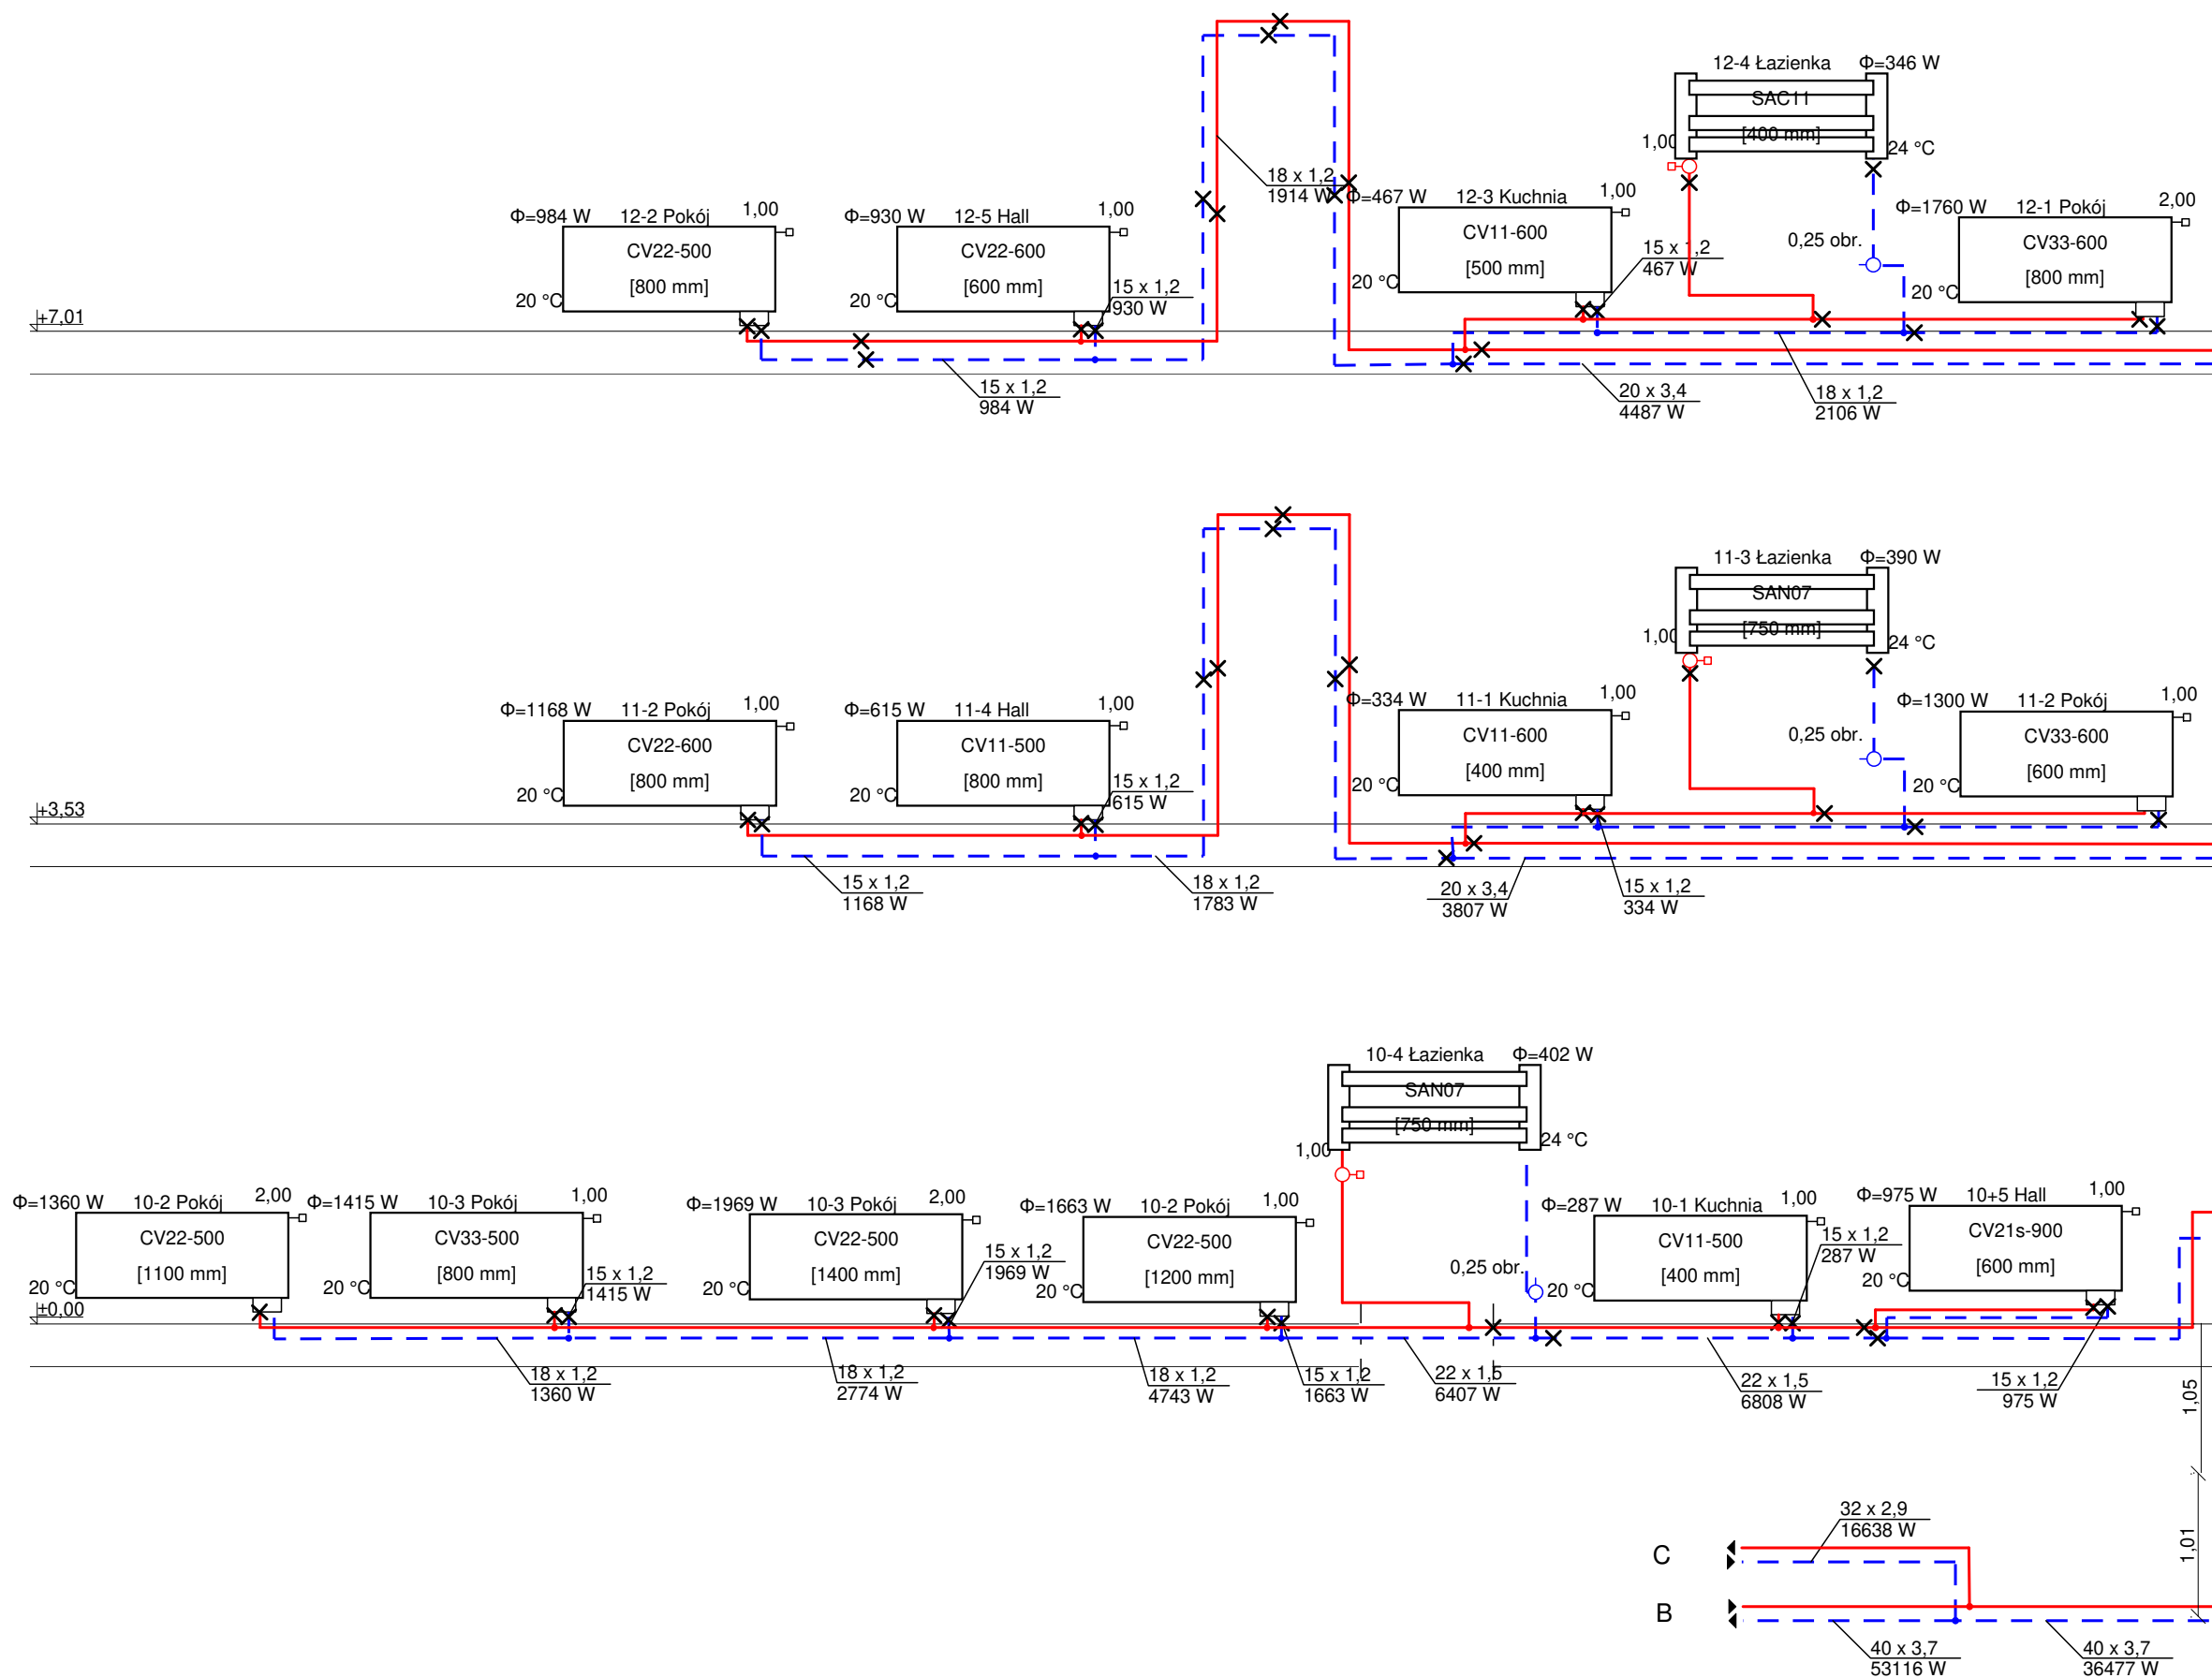 12-4 Łazienka Φ=346 W
SAC11
[400 mm]
1,00
24 °C
18 x 1,2
1914 W
Φ=984 W 12-2 Pokój 1,00
CV22-500
[800 mm]
20 °C
Φ=930 W 12-5 Hall 1,00
CV22-600
[600 mm]
20 °C
15 x 1,2
930 W
Φ=467 W 12-3 Kuchnia 1,00
CV11-600
[500 mm]
20 °C
15 x 1,2
467 W
0,25 obr.
Φ=1760 W 12-1 Pokój 2,00
CV33-600
[800 mm]
20 °C
+7,01
15 x 1,2
984 W
20 x 3,4
4487 W
18 x 1,2
2106 W
11-3 Łazienka Φ=390 W
SAN07
[750 mm]
1,00
24 °C
Φ=1168 W 11-2 Pokój 1,00
CV22-600
[800 mm]
20 °C
Φ=615 W 11-4 Hall 1,00
CV11-500
[800 mm]
20 °C
15 x 1,2
615 W
Φ=334 W 11-1 Kuchnia 1,00
CV11-600
[400 mm]
20 °C
0,25 obr.
Φ=1300 W 11-2 Pokój 1,00
CV33-600
[600 mm]
20 °C
+3,53
15 x 1,2
1168 W
18 x 1,2
1783 W
20 x 3,4
3807 W
15 x 1,2
334 W
10-4 Łazienka Φ=402 W
SAN07
[750 mm]
1,00
24 °C
Φ=1360 W 10-2 Pokój 2,00
CV22-500
[1100 mm]
20 °C
Φ=1415 W 10-3 Pokój 1,00
CV33-500
[800 mm]
20 °C
15 x 1,2
1415 W
Φ=1969 W 10-3 Pokój 2,00
CV22-500
[1400 mm]
20 °C
15 x 1,2
1969 W
Φ=1663 W 10-2 Pokój 1,00
CV22-500
[1200 mm]
20 °C
0,25 obr.
Φ=287 W 10-1 Kuchnia 1,00
CV11-500
[400 mm]
20 °C
15 x 1,2
287 W
Φ=975 W 10+5 Hall 1,00
CV21s-900
[600 mm]
20 °C
±0,00
18 x 1,2
1360 W
18 x 1,2
2774 W
18 x 1,2
4743 W
15 x 1,2
1663 W
22 x 1,5
6407 W
22 x 1,5
6808 W
15 x 1,2
975 W
1,05
1,01
32 x 2,9
16638 W
C
B
40 x 3,7
53116 W
40 x 3,7
36477 W